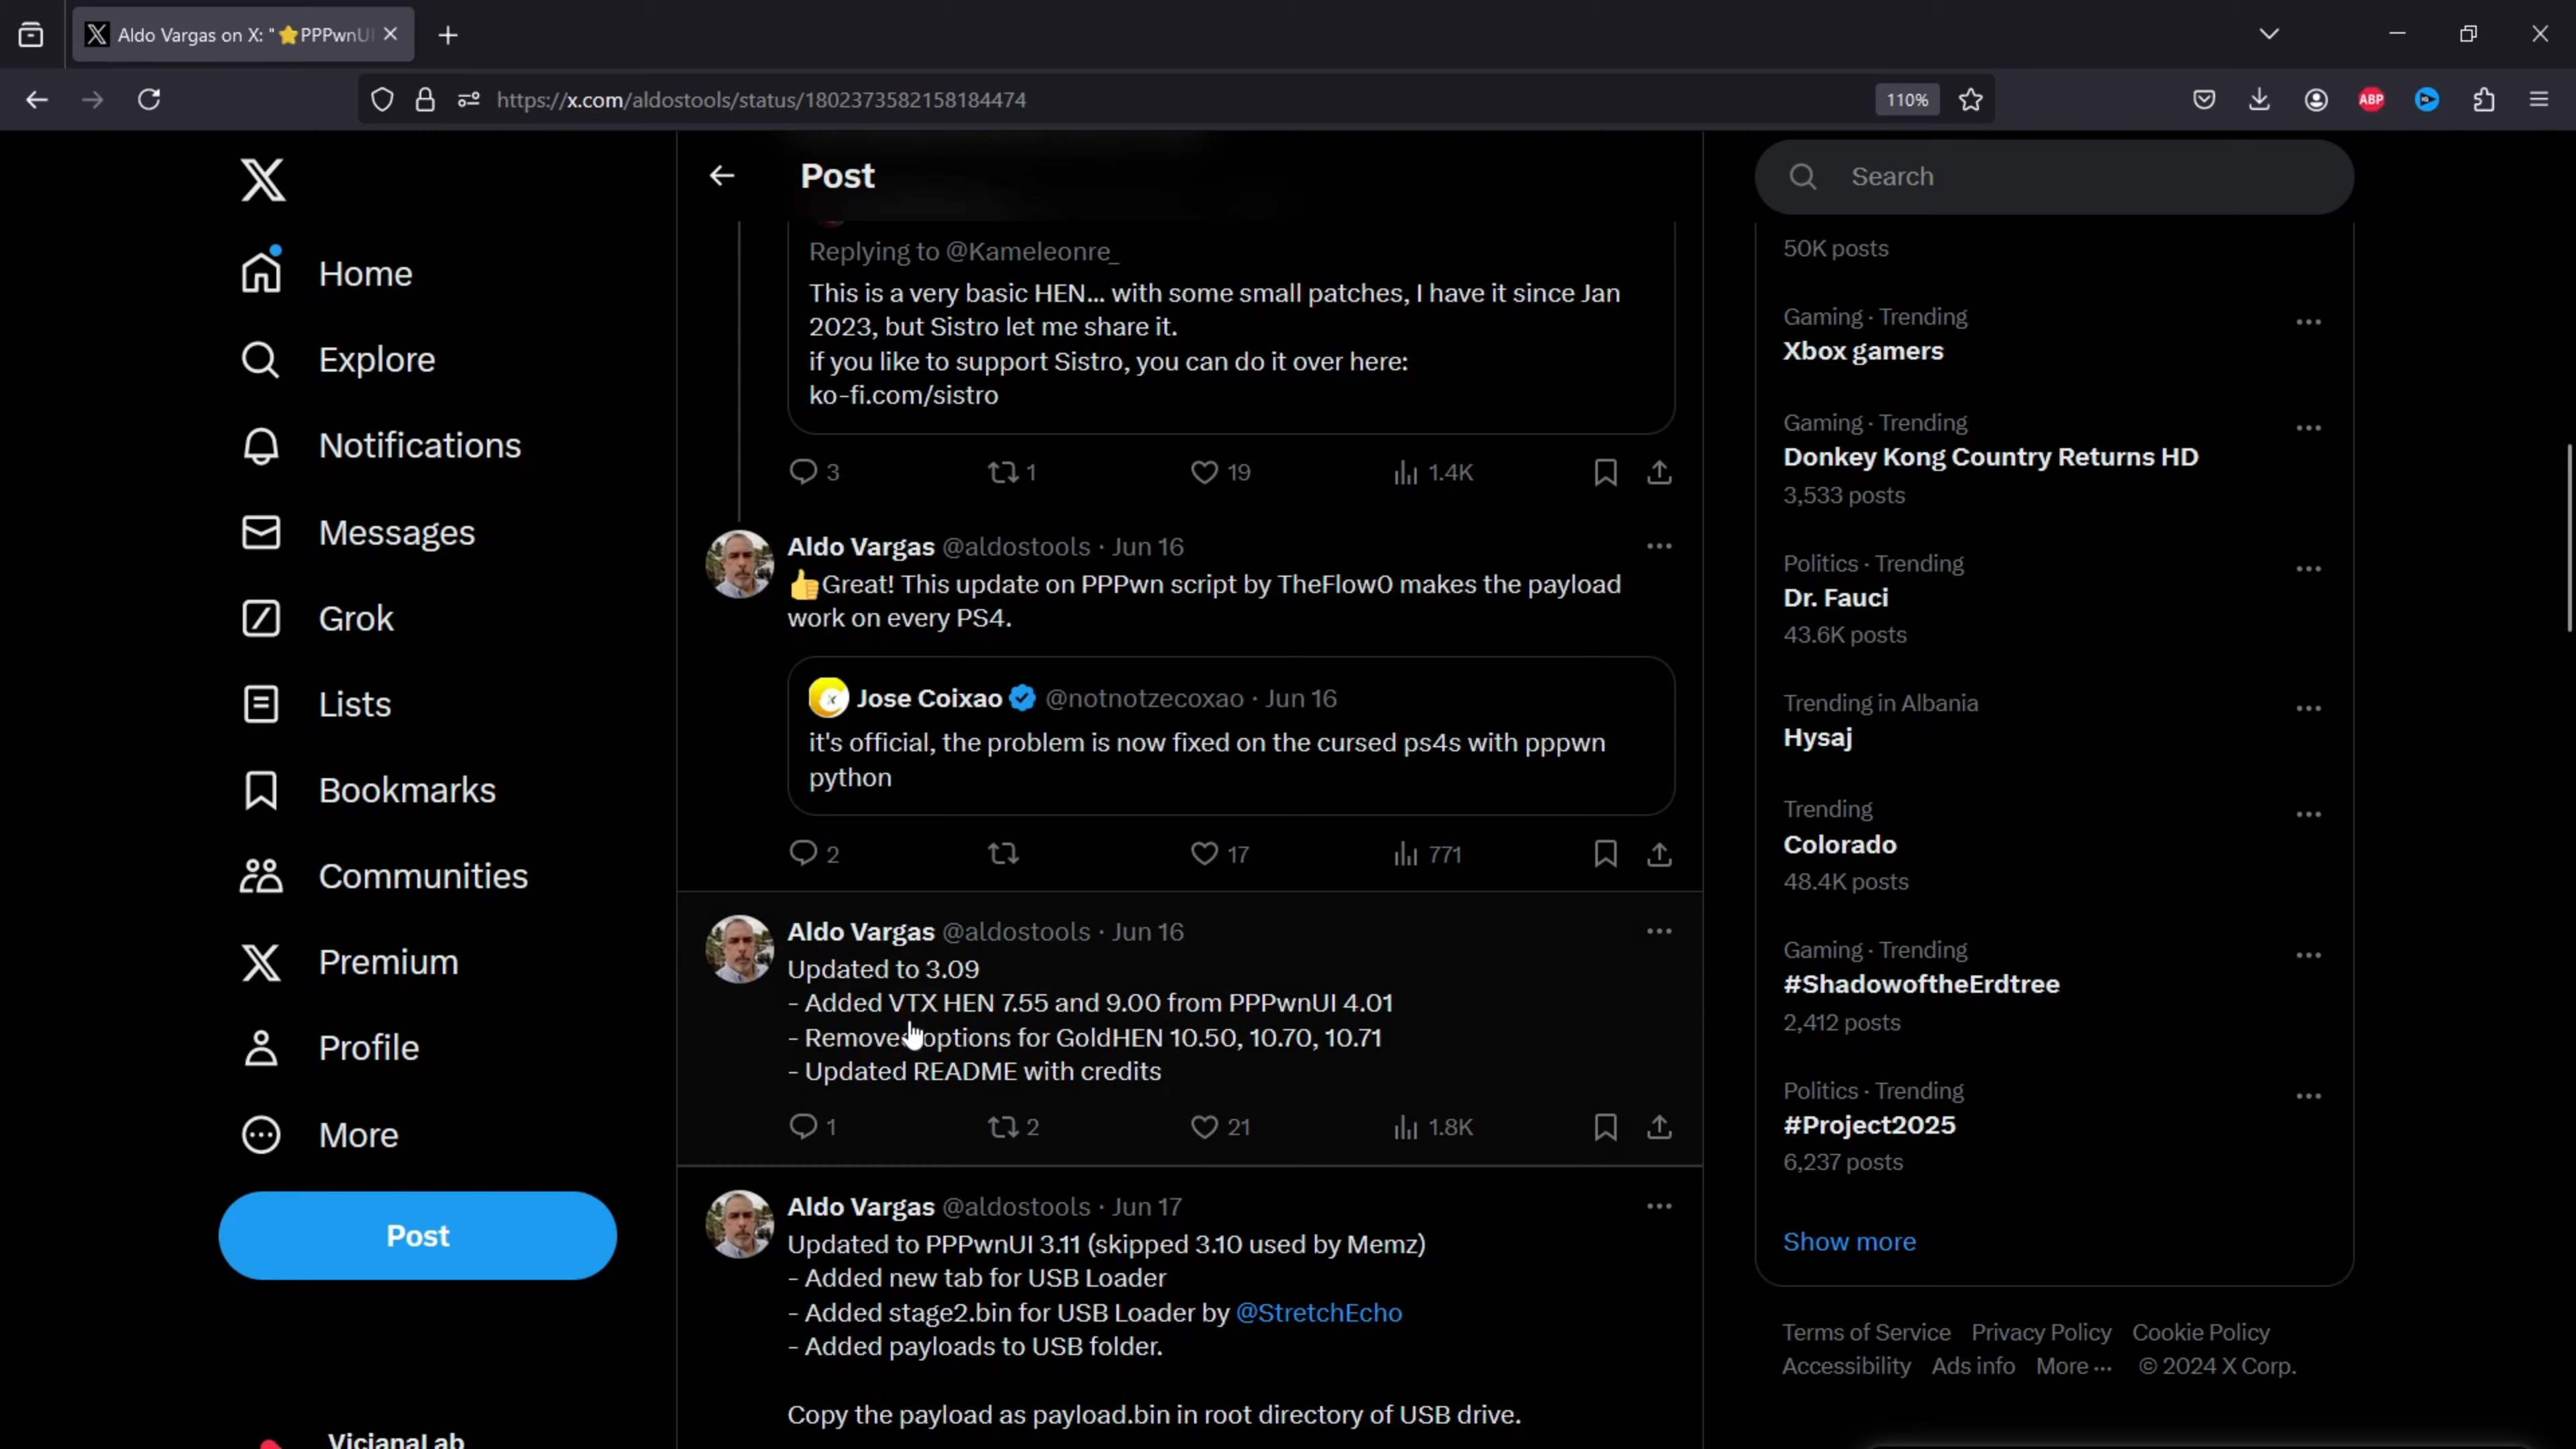 Aldo Vargas on X: "⭐PPPwnUI
https://x.com/aldostools/status/1802373582158184474
110%
ABP
Home
Explore
Notifications
Messages
Grok
Lists
Bookmarks
Communities
Premium
Profile
More
Post
VicianaLab
Post
Replying to @Kameleonre_
This is a very basic HEN... with some small patches, I have it since Jan
2023, but Sistro let me share it.
if you like to support Sistro, you can do it over here:
ko-fi.com/sistro
3 1 19 1.4K
Aldo Vargas @aldostools · Jun 16
👍Great! This update on PPPwn script by TheFlow0 makes the payload
work on every PS4.
Jose Coixao @notnotzecoxao · Jun 16
it's official, the problem is now fixed on the cursed ps4s with pppwn
python
2 17 771
Aldo Vargas @aldostools · Jun 16
Updated to 3.09
- Added VTX HEN 7.55 and 9.00 from PPPwnUI 4.01
- Removed options for GoldHEN 10.50, 10.70, 10.71
- Updated README with credits
1 2 21 1.8K
Aldo Vargas @aldostools · Jun 17
Updated to PPPwnUI 3.11 (skipped 3.10 used by Memz)
- Added new tab for USB Loader
- Added stage2.bin for USB Loader by @StretchEcho
- Added payloads to USB folder.
Copy the payload as payload.bin in root directory of USB drive.
Search
50K posts
Gaming · Trending
Xbox gamers
Gaming · Trending
Donkey Kong Country Returns HD
3,533 posts
Politics · Trending
Dr. Fauci
43.6K posts
Trending in Albania
Hysaj
Trending
Colorado
48.4K posts
Gaming · Trending
#ShadowoftheErdtree
2,412 posts
Politics · Trending
#Project2025
6,237 posts
Show more
Terms of Service Privacy Policy Cookie Policy
Accessibility Ads info More ··· © 2024 X Corp.